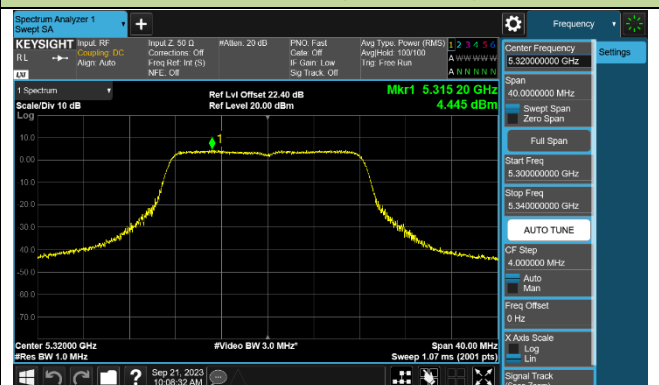 Spectrum Analyzer 1
Swept SA
Frequency
KEYSIGHT
RL
LXI
Input: RF
Coupling: DC
Align: Auto
Input Z: 50 Ω
Corrections: Off
Freq Ref: Int (S)
NFE: Off
#Atten: 20 dB
PNO: Fast
Gate: Off
IF Gain: Low
Sig Track: Off
Avg Type: Power (RMS)
Avg|Hold: 100/100
Trig: Free Run
1 2 3 4 5 6
A W W W W W
A N N N N N
1 Spectrum
Scale/Div 10 dB
Log
Ref Lvl Offset 22.40 dB
Ref Level 20.00 dBm
Mkr1 5.315 20 GHz
4.445 dBm
1
10.0
0.00
-10.0
-20.0
-30.0
-40.0
-50.0
-60.0
-70.0
Center 5.32000 GHz
#Res BW 1.0 MHz
#Video BW 3.0 MHz*
Span 40.00 MHz
Sweep 1.07 ms (2001 pts)
Sep 21, 2023
10:08:32 AM
Center Frequency
5.320000000 GHz
Settings
Span
40.0000000 MHz
Swept Span
Zero Span
Full Span
Start Freq
5.300000000 GHz
Stop Freq
5.340000000 GHz
AUTO TUNE
CF Step
4.000000 MHz
Auto
Man
Freq Offset
0 Hz
X Axis Scale
Log
Lin
Signal Track
(Span Zoom)